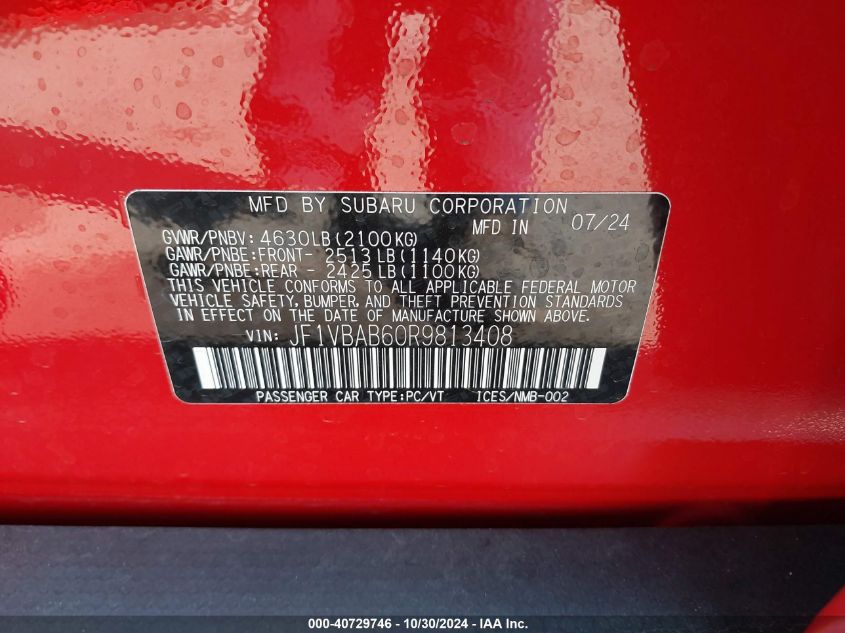 MFD BY SUBARU CORPORATION
MFD IN 07/24
GVWR/PNBV: 4630LB(2100KG)
GAWR/PNBE:FRONT- 2513LB(1140KG)
GAWR/PNBE:REAR - 2425LB(1100KG)
THIS VEHICLE CONFORMS TO ALL APPLICABLE FEDERAL MOTOR
VEHICLE SAFETY, BUMPER, AND THEFT PREVENTION STANDARDS
IN EFFECT ON THE DATE OF MANUFACTURE SHOWN ABOVE.
VIN: JF1VBAB60R9813408
PASSENGER CAR TYPE:PC/VT ICES/NMB-002
000-40729746 - 10/30/2024 - IAA Inc.